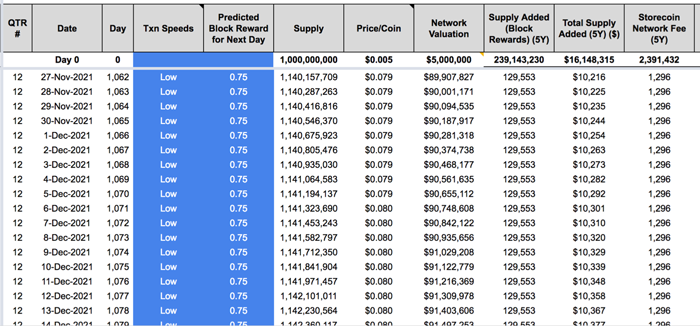 QTR # Date Day Txn Speeds Predicted Block Reward for Next Day Supply Price/Coin Network Valuation Supply Added (Block Rewards) (5Y) Total Supply Added (5Y) ($) Storecoin Network Fee (5Y)
Day 0 0 1,000,000,000 $0.005 $5,000,000 239,143,230 $16,148,315 2,391,432
12 27-Nov-2021 1,062 Low 0.75 1,140,157,709 $0.079 $89,907,827 129,553 $10,216 1,296
12 28-Nov-2021 1,063 Low 0.75 1,140,287,263 $0.079 $90,001,171 129,553 $10,225 1,296
12 29-Nov-2021 1,064 Low 0.75 1,140,416,816 $0.079 $90,094,535 129,553 $10,235 1,296
12 30-Nov-2021 1,065 Low 0.75 1,140,546,370 $0.079 $90,187,917 129,553 $10,244 1,296
12 1-Dec-2021 1,066 Low 0.75 1,140,675,923 $0.079 $90,281,318 129,553 $10,254 1,296
12 2-Dec-2021 1,067 Low 0.75 1,140,805,476 $0.079 $90,374,738 129,553 $10,263 1,296
12 3-Dec-2021 1,068 Low 0.75 1,140,935,030 $0.079 $90,468,177 129,553 $10,273 1,296
12 4-Dec-2021 1,069 Low 0.75 1,141,064,583 $0.079 $90,561,635 129,553 $10,282 1,296
12 5-Dec-2021 1,070 Low 0.75 1,141,194,137 $0.079 $90,655,112 129,553 $10,292 1,296
12 6-Dec-2021 1,071 Low 0.75 1,141,323,690 $0.080 $90,748,608 129,553 $10,301 1,296
12 7-Dec-2021 1,072 Low 0.75 1,141,453,243 $0.080 $90,842,122 129,553 $10,310 1,296
12 8-Dec-2021 1,073 Low 0.75 1,141,582,797 $0.080 $90,935,656 129,553 $10,320 1,296
12 9-Dec-2021 1,074 Low 0.75 1,141,712,350 $0.080 $91,029,208 129,553 $10,329 1,296
12 10-Dec-2021 1,075 Low 0.75 1,141,841,904 $0.080 $91,122,779 129,553 $10,339 1,296
12 11-Dec-2021 1,076 Low 0.75 1,141,971,457 $0.080 $91,216,369 129,553 $10,348 1,296
12 12-Dec-2021 1,077 Low 0.75 1,142,101,011 $0.080 $91,309,978 129,553 $10,358 1,296
12 13-Dec-2021 1,078 Low 0.75 1,142,230,564 $0.080 $91,403,606 129,553 $10,367 1,296
12 14-Dec-2021 1,079 Low 0.75 1,142,360,117 $0.080 $91,497,253 129,553 $10,377 1,296